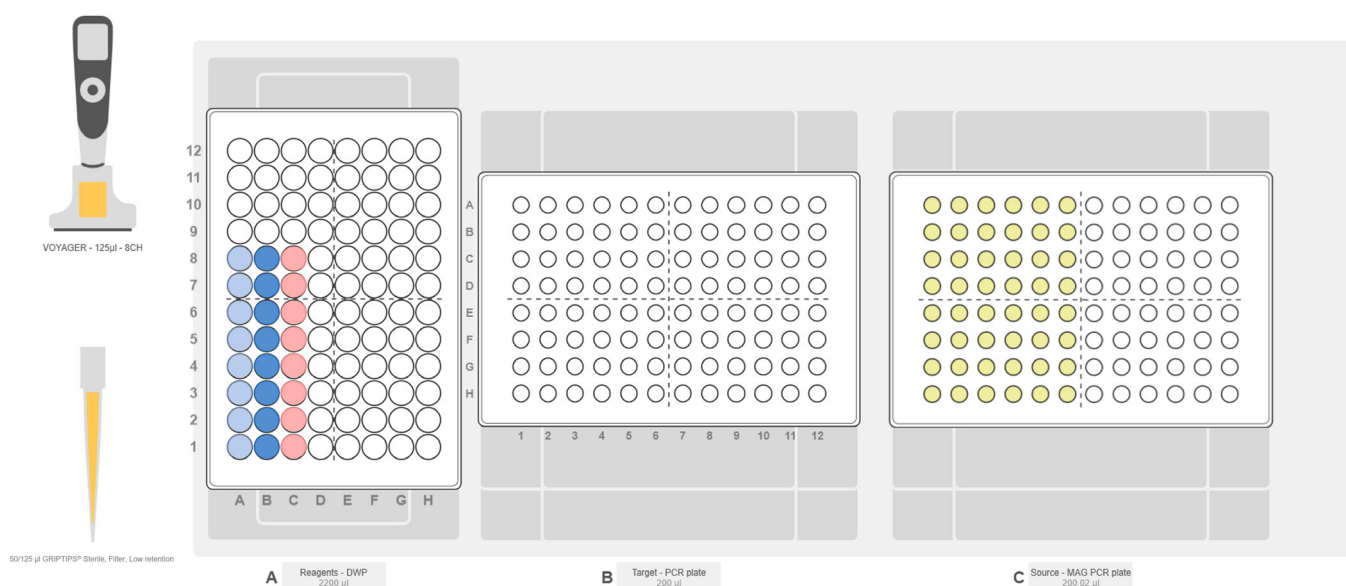 VOYAGER - 125µl - 8CH
50/125 µl GRIPTIPS® Sterile, Filter, Low retention
12
11
10
9
8
7
6
5
4
3
2
1
A B C D E F G H
A
B
C
D
E
F
G
H
1 2 3 4 5 6 7 8 9 10 11 12
A Reagents - DWP
2200 µl
B Target - PCR plate
200 µl
C Source - MAG PCR plate
200.02 µl